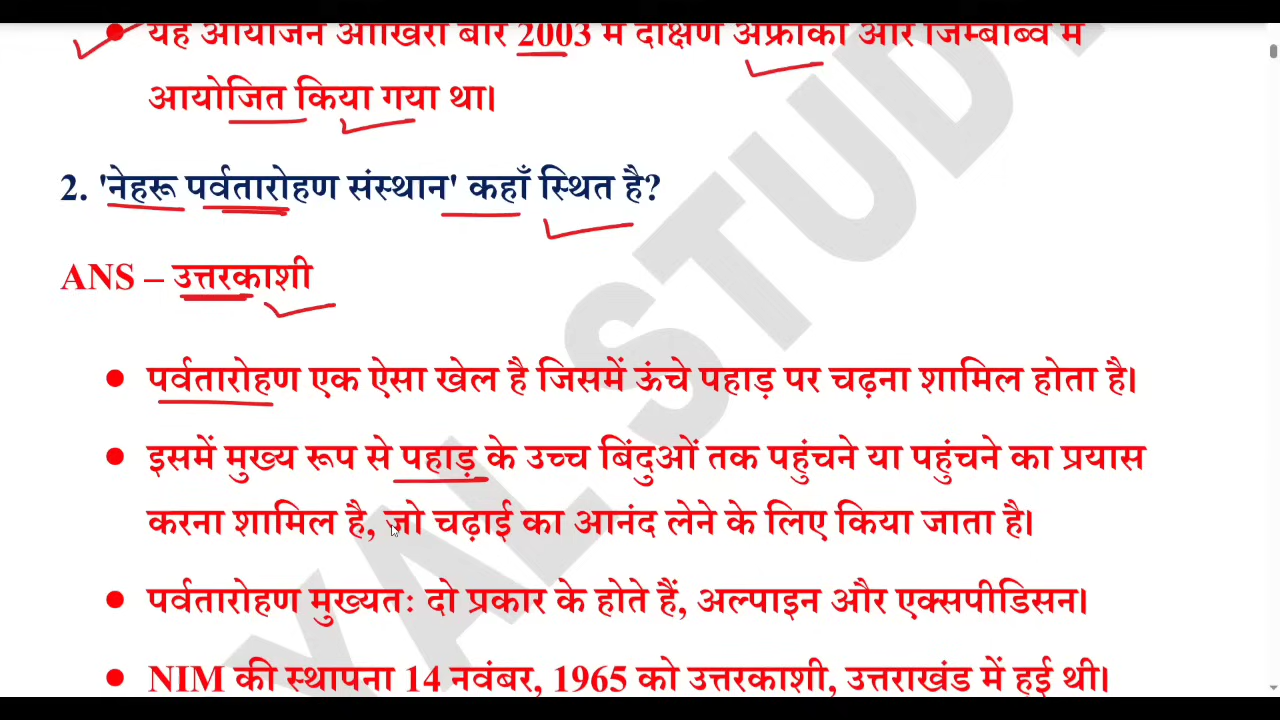 यह आयोजन आखिरी बार 2003 में दक्षिण अफ्रीका और जिम्बाब्वे में
आयोजित किया गया था।
2. 'नेहरू पर्वतारोहण संस्थान' कहाँ स्थित है?
ANS – उत्तरकाशी
पर्वतारोहण एक ऐसा खेल है जिसमें ऊंचे पहाड़ पर चढ़ना शामिल होता है।
इसमें मुख्य रूप से पहाड़ के उच्च बिंदुओं तक पहुंचने या पहुंचने का प्रयास
करना शामिल है, जो चढ़ाई का आनंद लेने के लिए किया जाता है।
पर्वतारोहण मुख्यतः दो प्रकार के होते हैं, अल्पाइन और एक्सपीडिसन।
NIM की स्थापना 14 नवंबर, 1965 को उत्तरकाशी, उत्तराखंड में हुई थी।
YAL STUDY